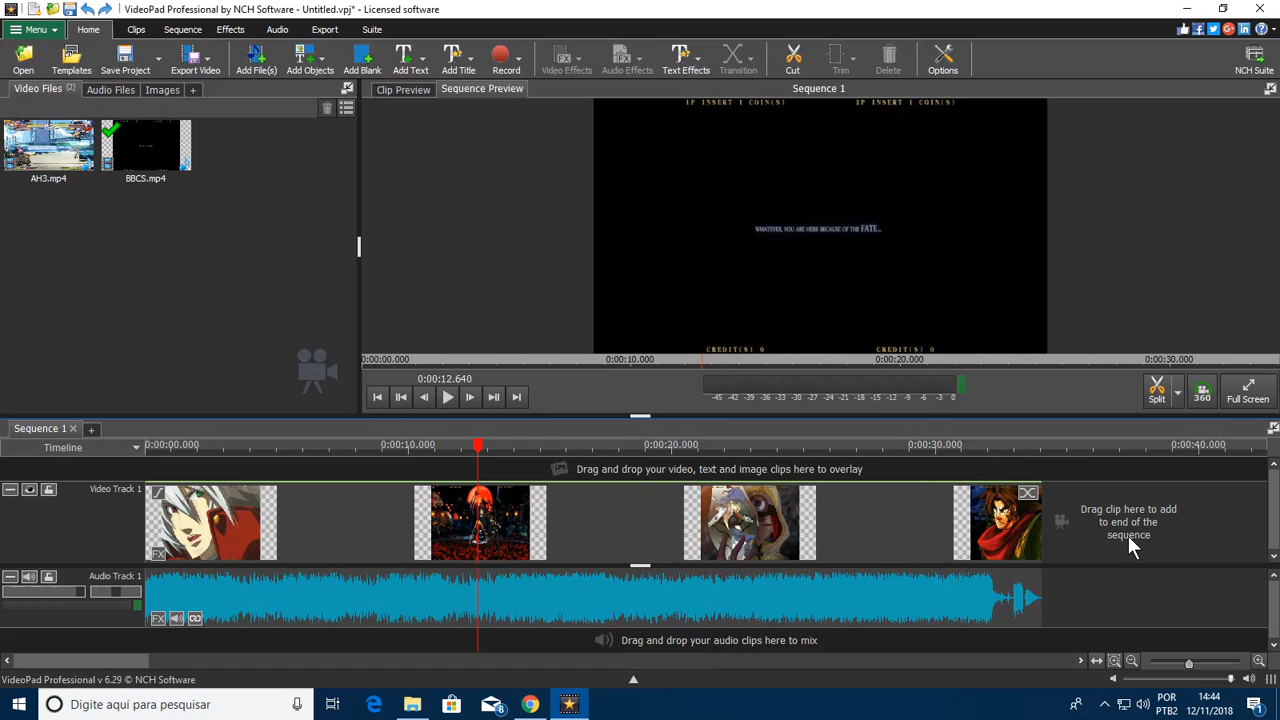 VideoPad Professional by NCH Software - Untitled.vpj* - Licensed software
Menu Home Clips Sequence Effects Audio Export Suite
Open Templates Save Project Export Video Add File(s) Add Objects Add Blank Add Text Add Title Record Video Effects Audio Effects Text Effects Transition Cut Trim Delete Options NCH Suite
Video Files (2) Audio Files Images +
Clip Preview Sequence Preview Sequence 1
1P INSERT 1 COIN(S) 2P INSERT 1 COIN(S)
AH3.mp4 BBCS.mp4
WHATEVER, YOU ARE HERE BECAUSE OF THE FATE...
CREDIT(S) 0 CREDIT(S) 0
0:00:00.000 0:00:10.000 0:00:20.000 0:00:30.000
0:00:12.640
-45 -42 -39 -36 -33 -30 -27 -24 -21 -18 -15 -12 -9 -6 -3 0
Split 360 Full Screen
Sequence 1 +
Timeline 0:00:00.000 0:00:10.000 0:00:20.000 0:00:30.000 0:00:40.000
Drag and drop your video, text and image clips here to overlay
Video Track 1
FX
Drag clip here to add
to end of the
sequence
Audio Track 1
FX
Drag and drop your audio clips here to mix
VideoPad Professional v 6.29 © NCH Software
Digite aqui para pesquisar
8
POR
PTB2
14:44
12/11/2018
1